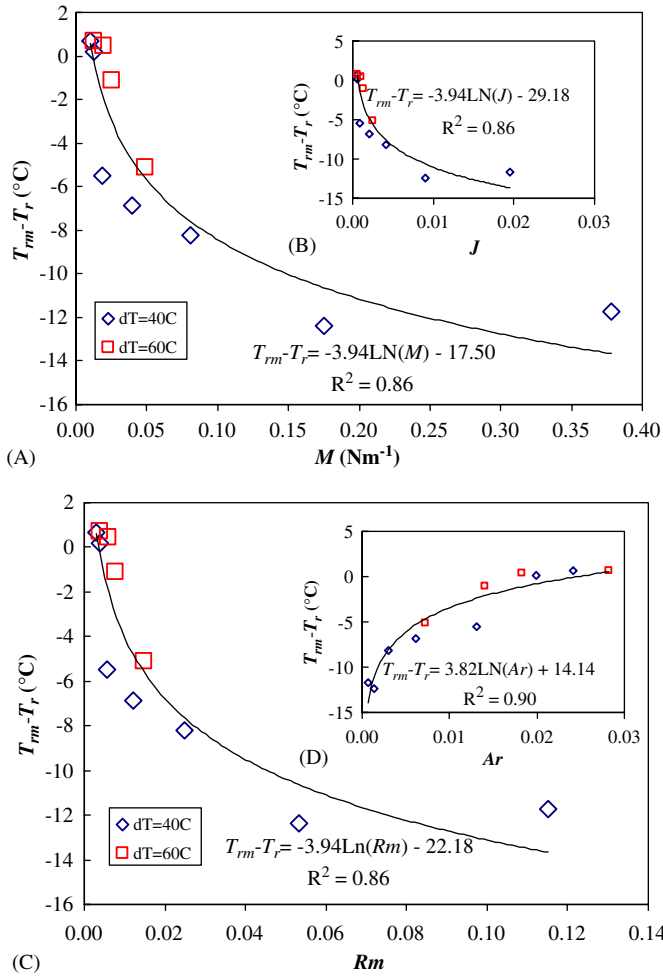 2
0
-2
-4
-6
-8
-10
-12
-14
-16
0.00 0.05 0.10 0.15 0.20 0.25 0.30 0.35 0.40
T_rm-T_r (°C)
M (Nm⁻¹)
(A)
dT=40C
dT=60C
T_rm-T_r= -3.94LN(M) - 17.50
R² = 0.86
5
0
-5
-10
-15
0.00 0.01 0.02 0.03
T_rm-T_r (°C)
J
(B)
T_rm-T_r= -3.94LN(J) - 29.18
R² = 0.86
2
0
-2
-4
-6
-8
-10
-12
-14
-16
0.00 0.02 0.04 0.06 0.08 0.10 0.12 0.14
T_rm-T_r (°C)
Rm
(C)
dT=40C
dT=60C
T_rm-T_r= -3.94Ln(Rm) - 22.18
R² = 0.86
5
0
-5
-10
-15
0.00 0.01 0.02 0.03
T_rm-T_r (°C)
Ar
(D)
T_rm-T_r= 3.82LN(Ar) + 14.14
R² = 0.90